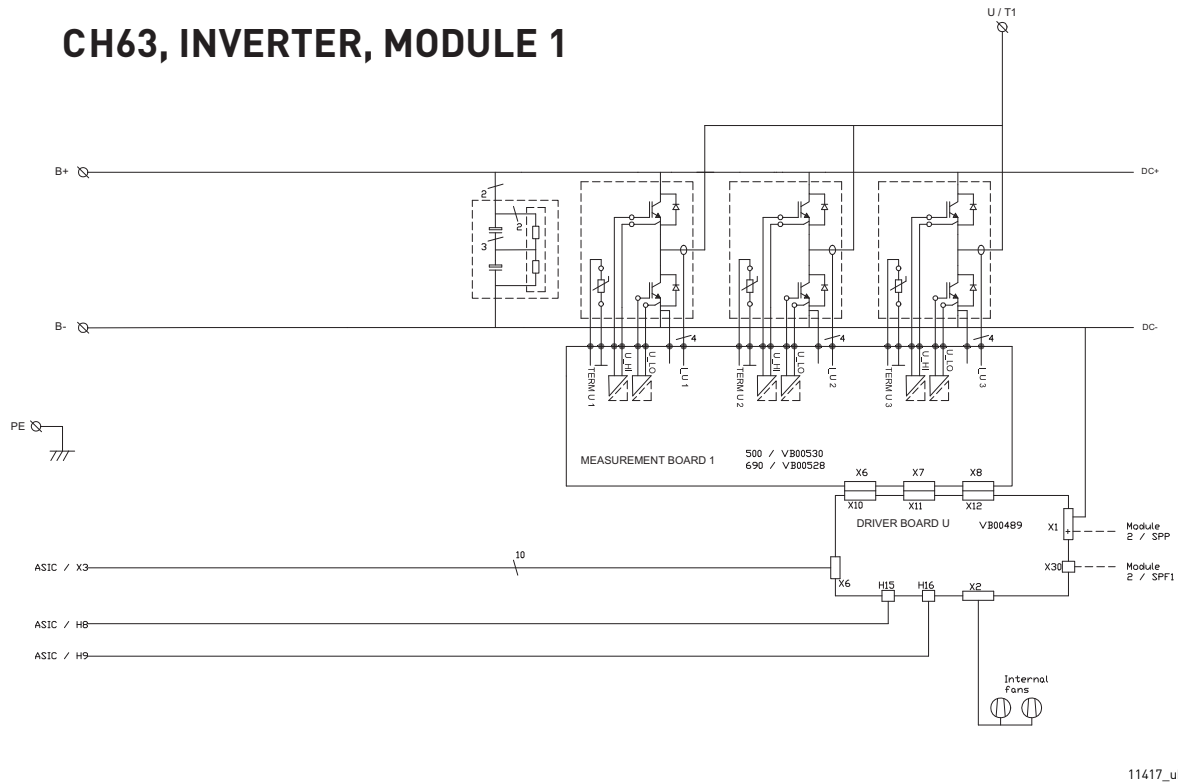 CH63, INVERTER, MODULE 1
U / T1
B+
DC+
2
2
3
B-
DC-
4
4
4
TERM U 1
U_HI
U_LO
I_U 1
TERM U 2
U_HI
U_LO
I_U 2
TERM U 3
U_HI
U_LO
I_U 3
PE
MEASUREMENT BOARD 1
500 / VB00530
690 / VB00528
X6
X7
X8
X10
X11
X12
DRIVER BOARD U
VB00489
X1
+
Module
2 / SPP
ASIC / X3
10
X6
X30
Module
2 / SPF1
H15
H16
X2
ASIC / H8
ASIC / H9
Internal
fans